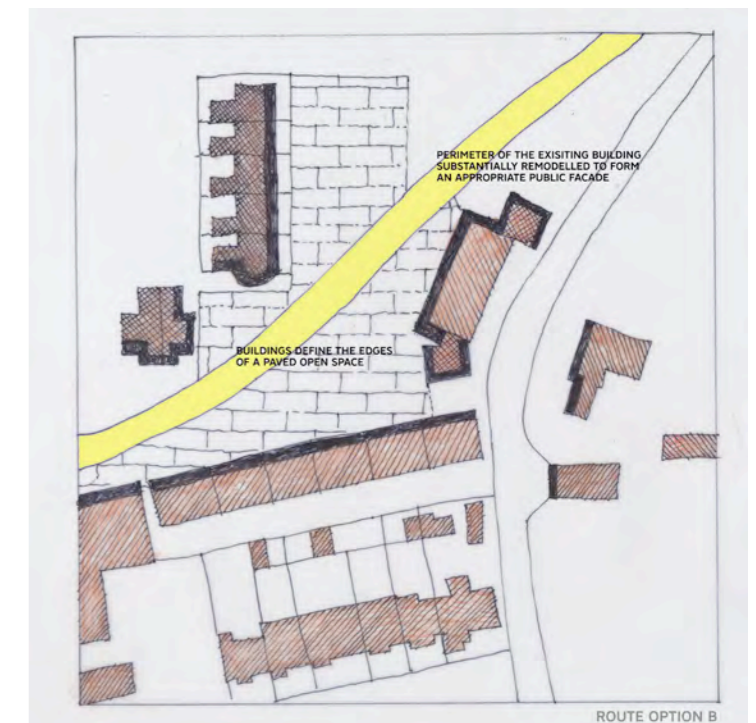 PERIMETER OF THE EXISITING BUILDING
SUBSTANTIALLY REMODELLED TO FORM
AN APPROPRIATE PUBLIC FACADE
BUILDINGS DEFINE THE EDGES
OF A PAVED OPEN SPACE
ROUTE OPTION B